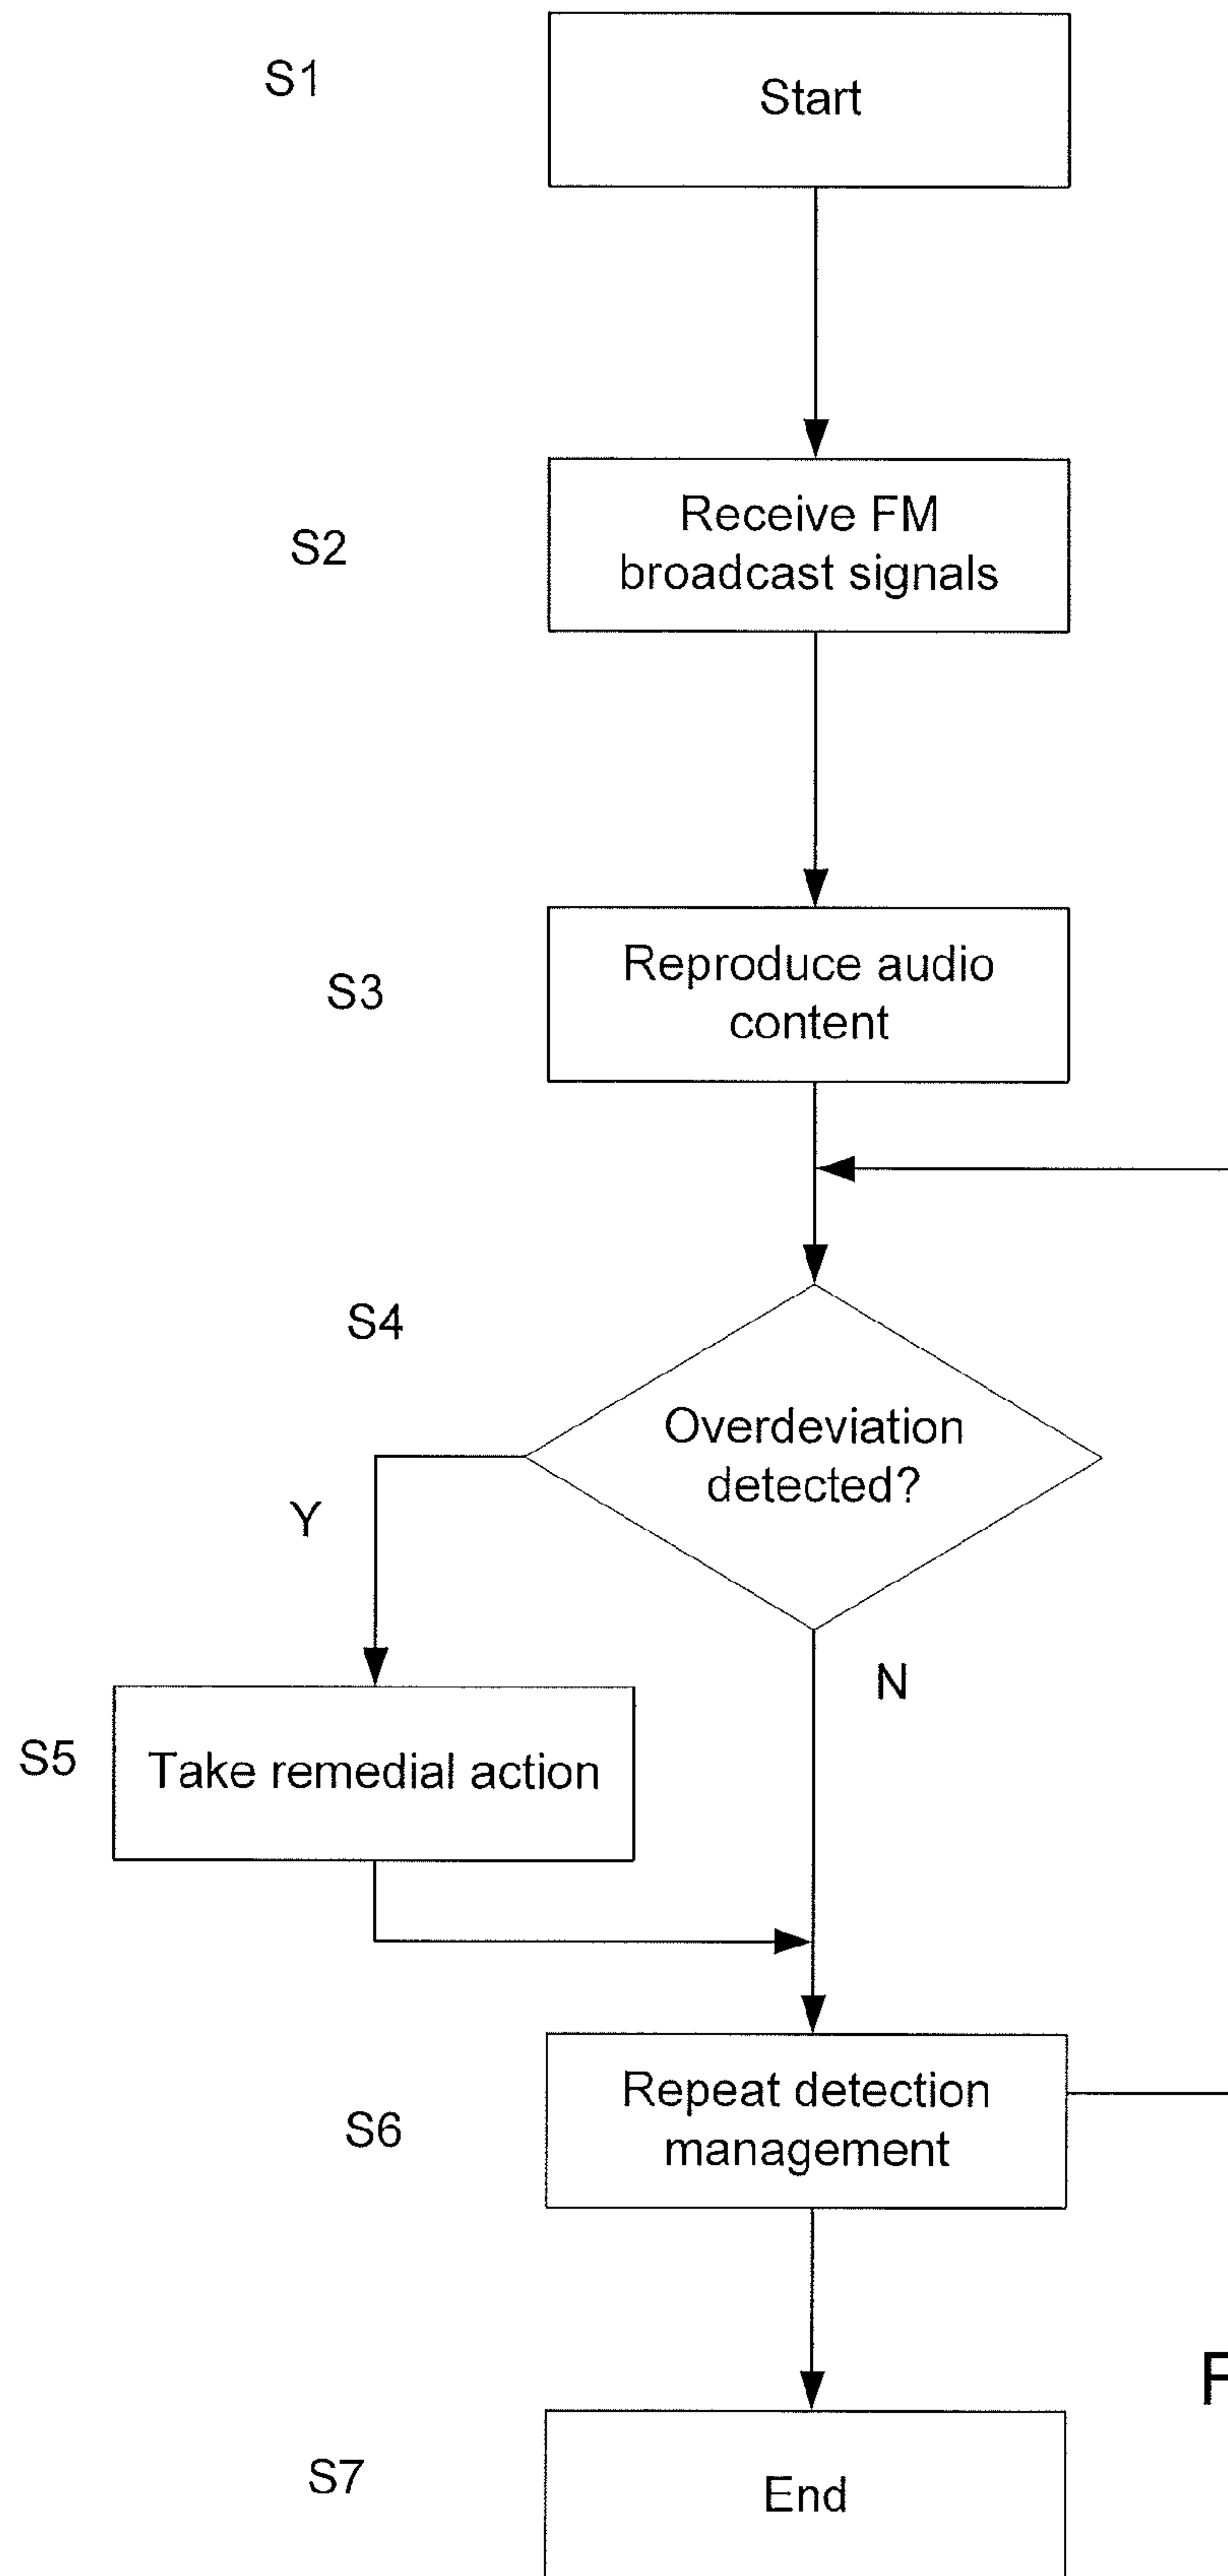 S1
Start
S2
Receive FM
broadcast signals
S3
Reproduce audio
content
S4
Overdeviation
detected?
Y
N
S5
Take remedial action
S6
Repeat detection
management
S7
End